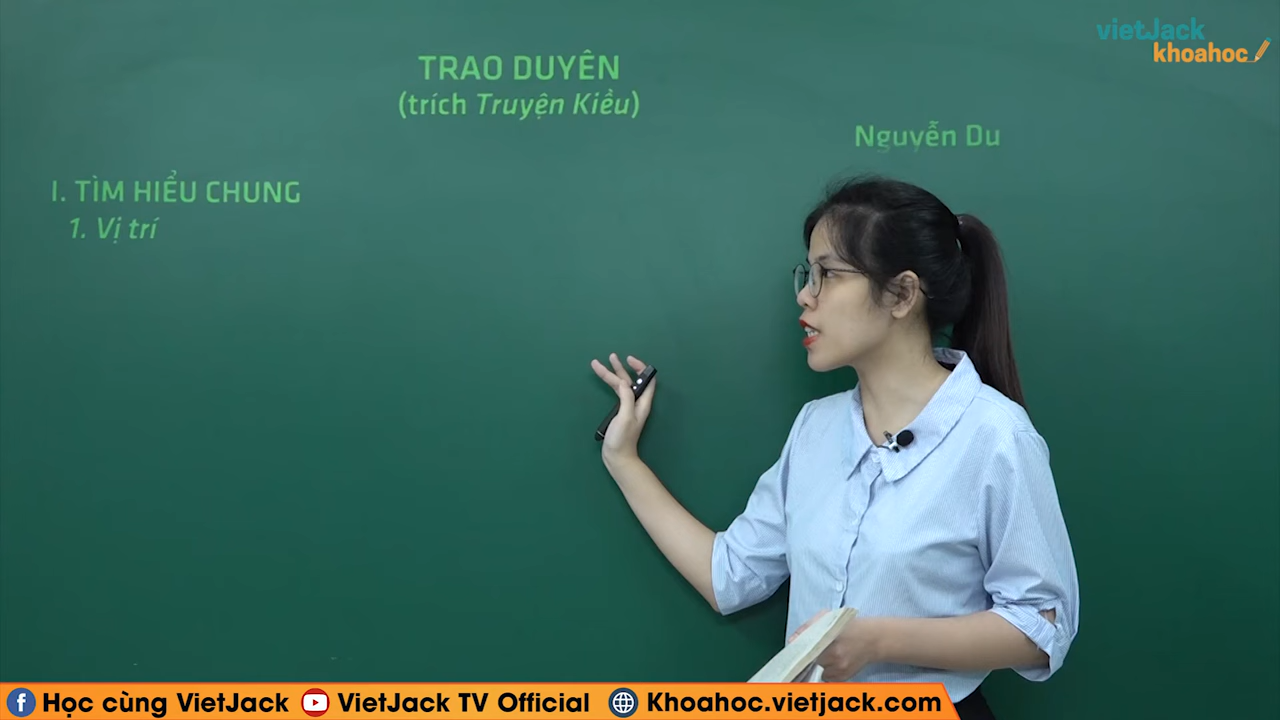 vietJack
khoahoc
TRAO DUYÊN
(trích Truyện Kiều)
Nguyễn Du
I. TÌM HIỂU CHUNG
1. Vị trí
Học cùng VietJack VietJack TV Official Khoahoc.vietjack.com